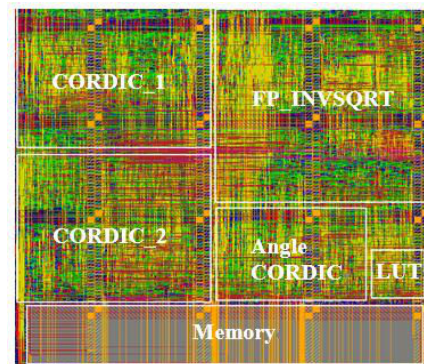 CORDIC_1
FP_INVSQRT
CORDIC_2
Angle
CORDIC
LUT
Memory